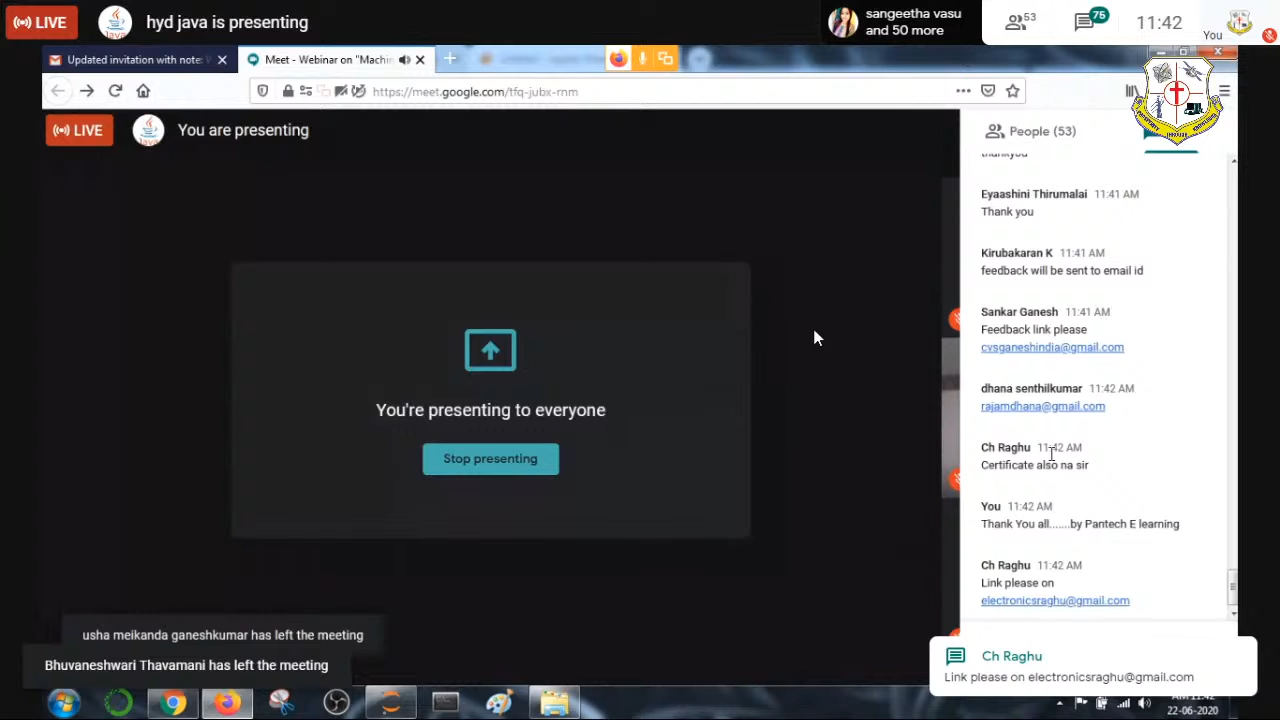 LIVE
hyd java is presenting
sangeetha vasu
and 50 more
53
75
11:42
You
Updated invitation with note:
Meet - Webinar on "Machin
https://meet.google.com/tfq-jubx-rnm
LIVE
You are presenting
People (53)
thankyou
Eyaashini Thirumalai 11:41 AM
Thank you
Kirubakaran K 11:41 AM
feedback will be sent to email id
Sankar Ganesh 11:41 AM
Feedback link please
cvsganeshindia@gmail.com
dhana senthilkumar 11:42 AM
rajamdhana@gmail.com
Ch Raghu 11:42 AM
Certificate also na sir
You 11:42 AM
Thank You all.......by Pantech E learning
Ch Raghu 11:42 AM
Link please on
electronicsraghu@gmail.com
You're presenting to everyone
Stop presenting
usha meikanda ganeshkumar has left the meeting
Bhuvaneshwari Thavamani has left the meeting
Ch Raghu
Link please on electronicsraghu@gmail.com
AM 11:42
22-06-2020